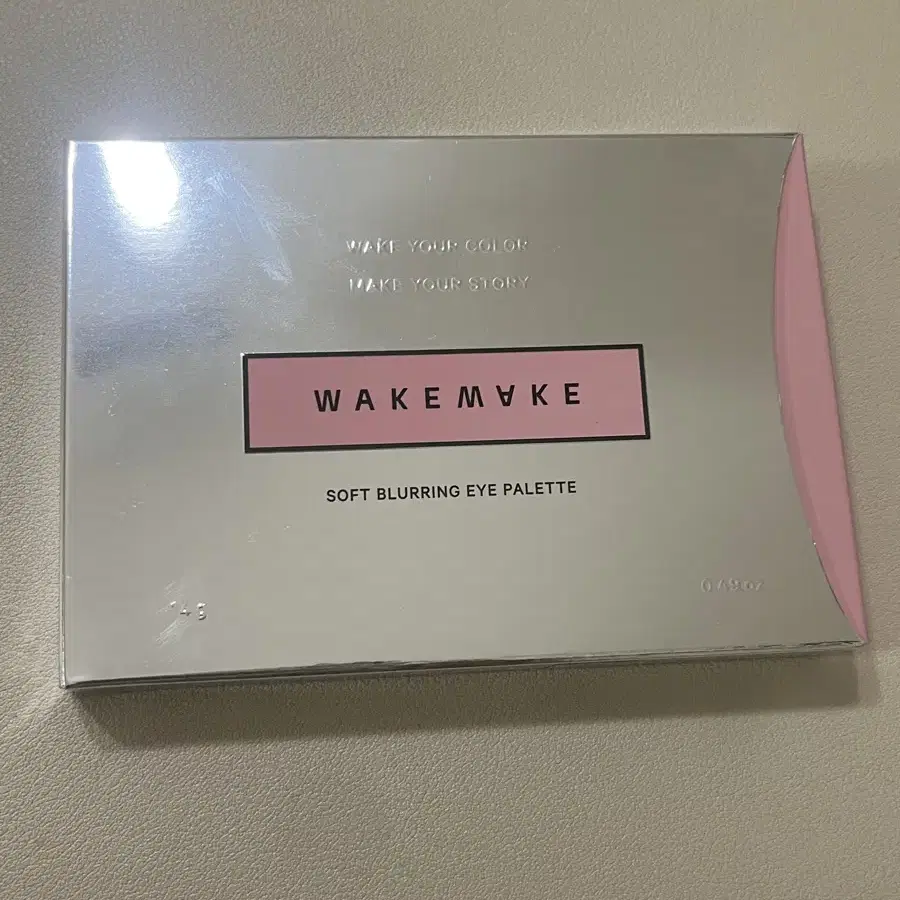 WAKE YOUR COLOR
MAKE YOUR STORY
WAKEMAKE
SOFT BLURRING EYE PALETTE
14g
0.49 oz